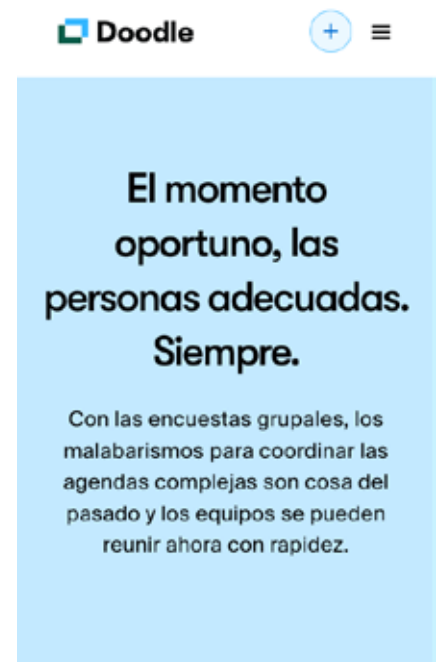 Doodle
El momento
oportuno, las
personas adecuadas.
Siempre.
Con las encuestas grupales, los
malabarismos para coordinar las
agendas complejas son cosa del
pasado y los equipos se pueden
reunir ahora con rapidez.